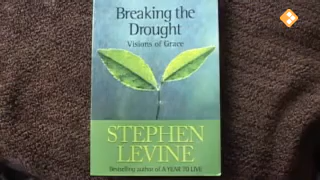 Breaking the
Drought
Visions of Grace
STEPHEN
LEVINE
Bestselling author of A YEAR TO LIVE